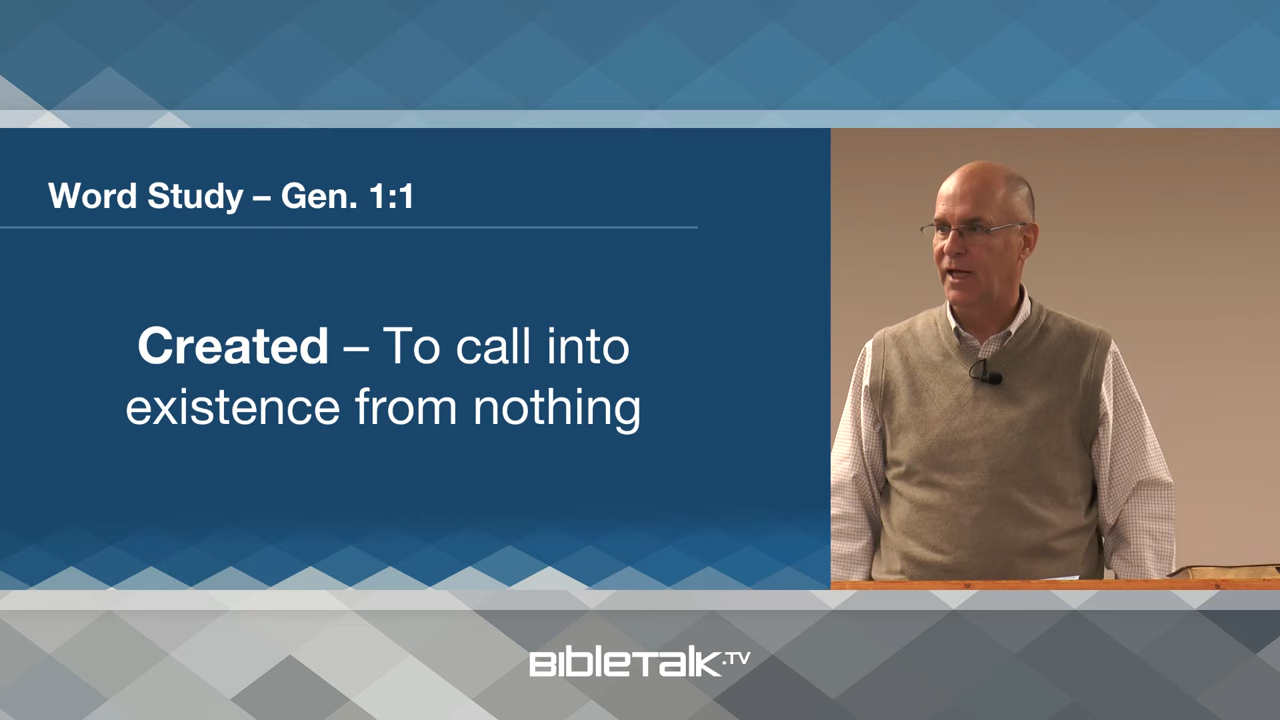 Word Study – Gen. 1:1
Created – To call into
existence from nothing
BIBLETALK.TV